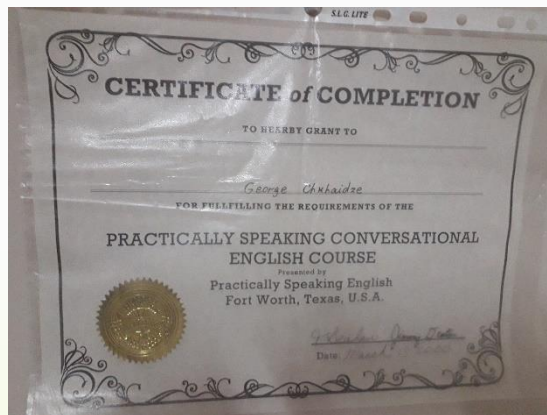 S.L.G. LITE
CERTIFICATE of COMPLETION
TO HEARBY GRANT TO
George Chkhaidze
FOR FULLFILLING THE REQUIREMENTS OF THE
PRACTICALLY SPEAKING CONVERSATIONAL
ENGLISH COURSE
Presented by
Practically Speaking English
Fort Worth, Texas, U.S.A.
Date: March